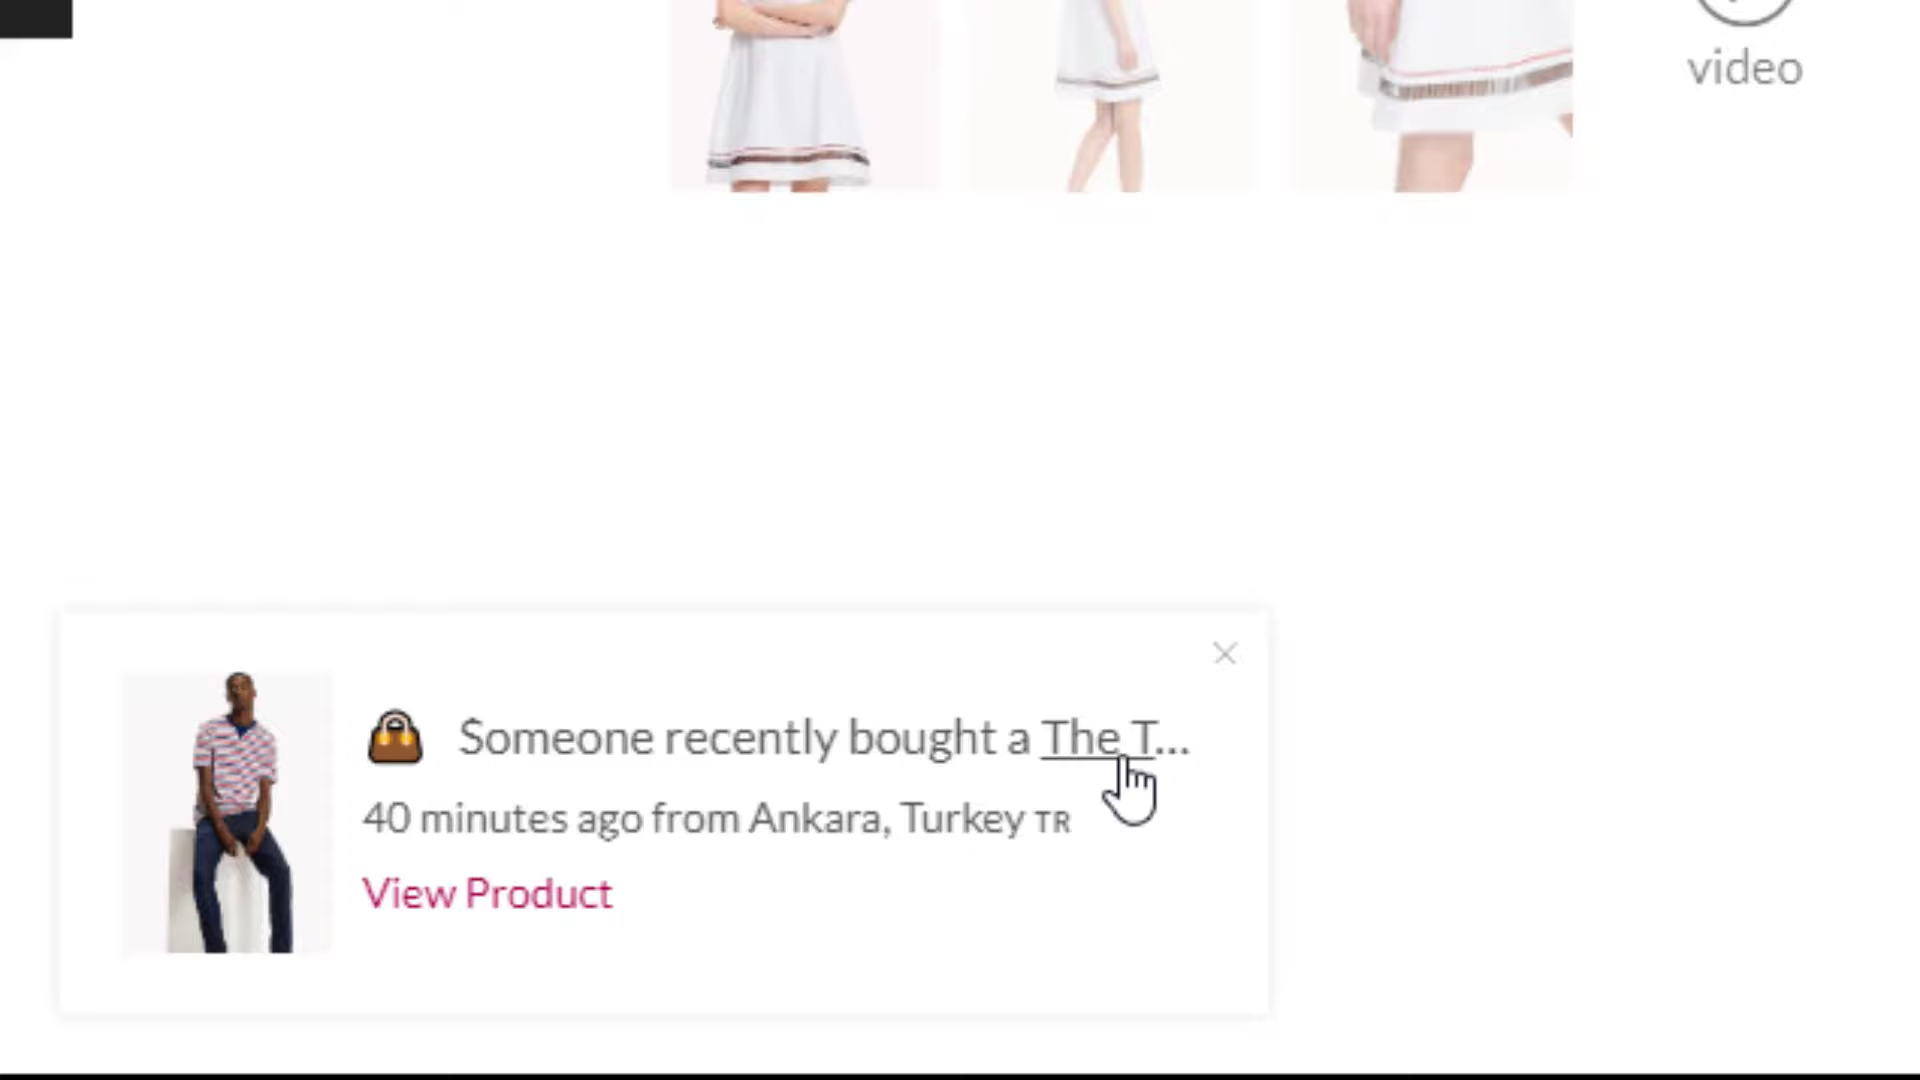 video
Someone recently bought a The T...
40 minutes ago from Ankara, Turkey TR
View Product